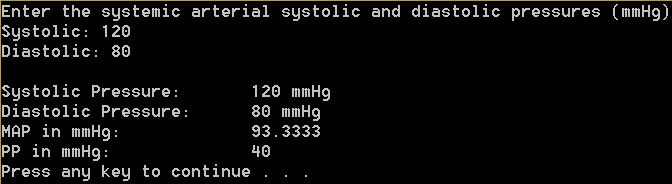 Enter the systemic arterial systolic and diastolic pressures (mmHg)
Systolic: 120
Diastolic: 80
Systolic Pressure: 120 mmHg
Diastolic Pressure: 80 mmHg
MAP in mmHg: 93.3333
PP in mmHg: 40
Press any key to continue . . .